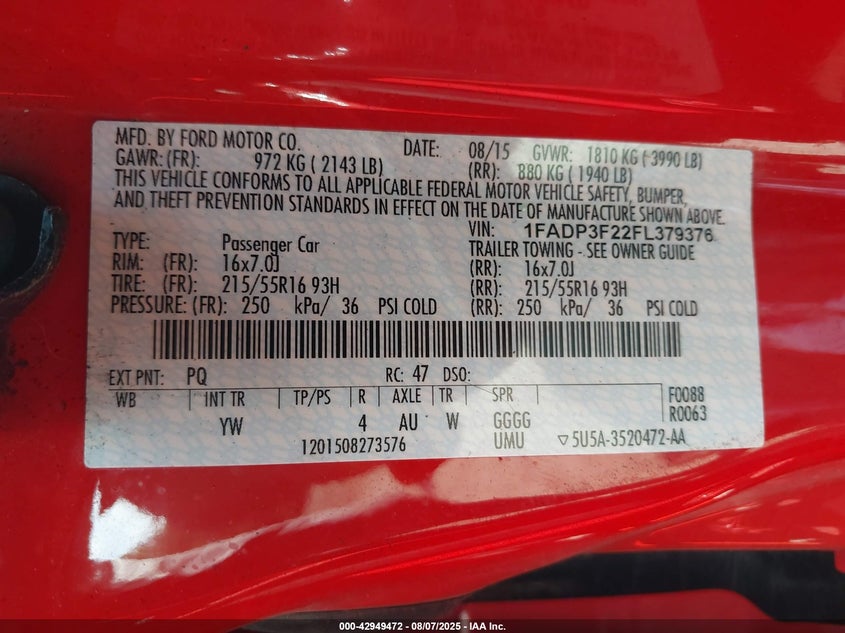 MFD. BY FORD MOTOR CO. DATE: 08/15 GVWR: 1810 KG ( 3990 LB)
GAWR: (FR): 972 KG ( 2143 LB) (RR): 880 KG ( 1940 LB)
THIS VEHICLE CONFORMS TO ALL APPLICABLE FEDERAL MOTOR VEHICLE SAFETY, BUMPER,
AND THEFT PREVENTION STANDARDS IN EFFECT ON THE DATE OF MANUFACTURE SHOWN ABOVE.
VIN: 1FADP3F22FL379376
TYPE: Passenger Car TRAILER TOWING - SEE OWNER GUIDE
RIM: (FR): 16x7.0J (RR): 16x7.0J
TIRE: (FR): 215/55R16 93H (RR): 215/55R16 93H
PRESSURE: (FR): 250 kPa/ 36 PSI COLD (RR): 250 kPa/ 36 PSI COLD
EXT PNT: PQ RC: 47 DSO:
WB INT TR TP/PS R AXLE TR SPR F0088
R0063
YW 4 AU W GGGG
1201508273576 UMU ▽5U5A-3520472-AA
000-42949472 - 08/07/2025 - IAA Inc.